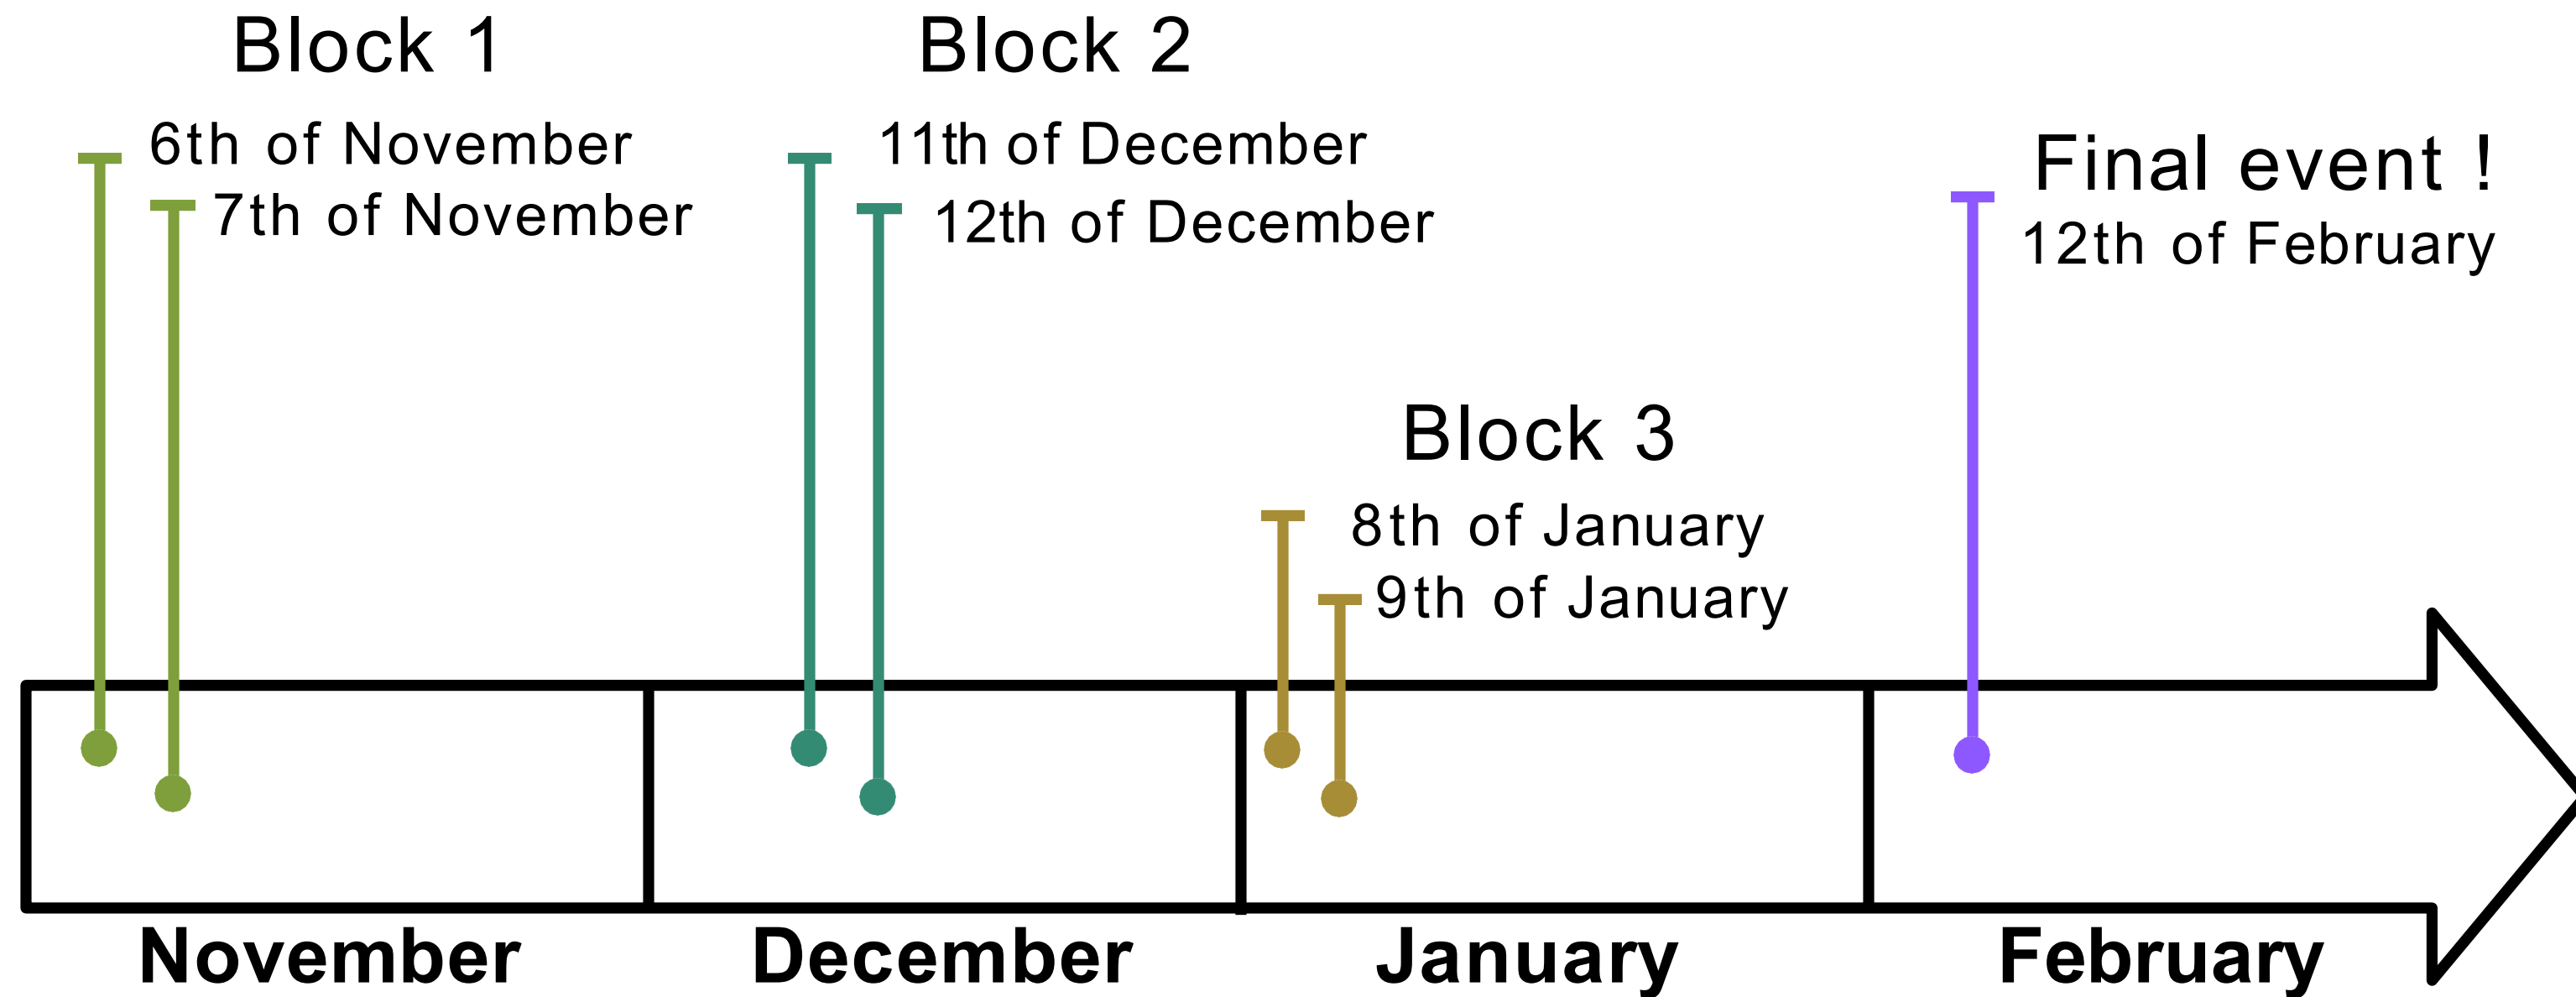 Block 1
6th of November
7th of November
Block 2
11th of December
12th of December
Block 3
8th of January
9th of January
Final event !
12th of February
November
December
January
February